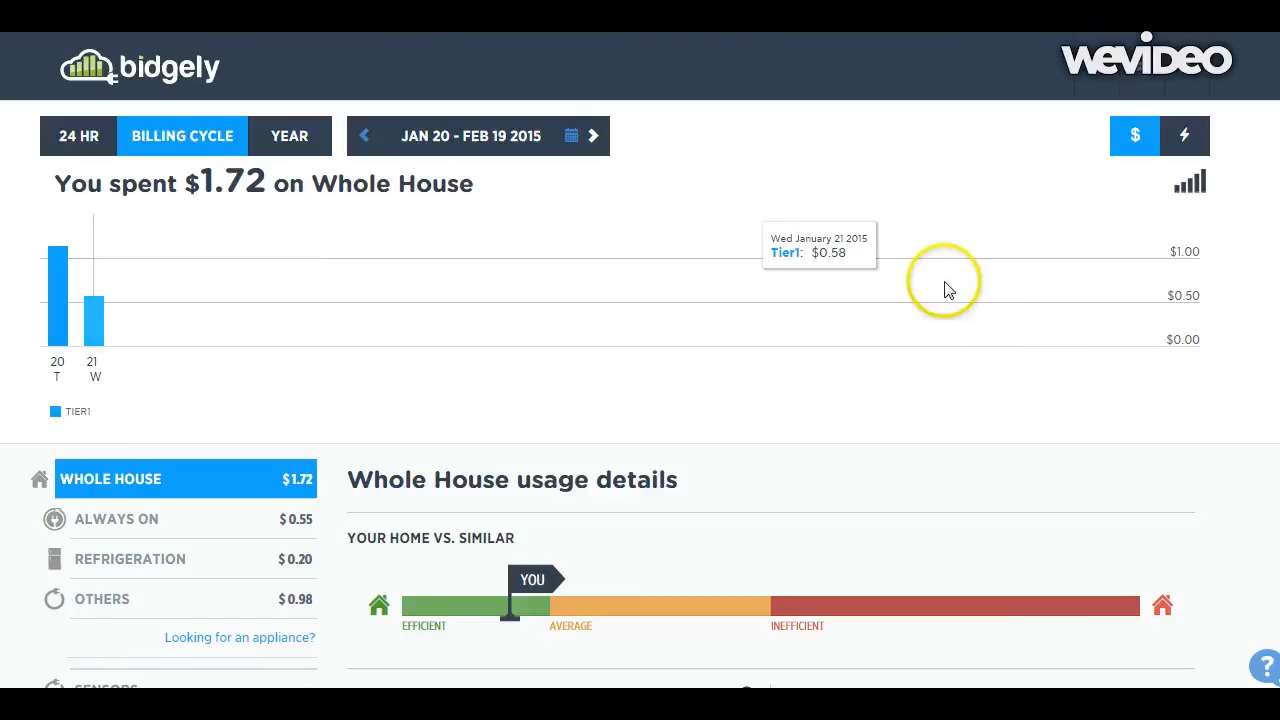 bidgely
wevideo
24 HR BILLING CYCLE YEAR JAN 20 - FEB 19 2015 $
You spent $1.72 on Whole House
Wed January 21 2015
Tier1: $0.58
$1.00
$0.50
$0.00
20 21
T W
TIER1
WHOLE HOUSE $1.72
ALWAYS ON $0.55
REFRIGERATION $0.20
OTHERS $0.98
Looking for an appliance?
SENSORS
Whole House usage details
YOUR HOME VS. SIMILAR
YOU
EFFICIENT AVERAGE INEFFICIENT
?